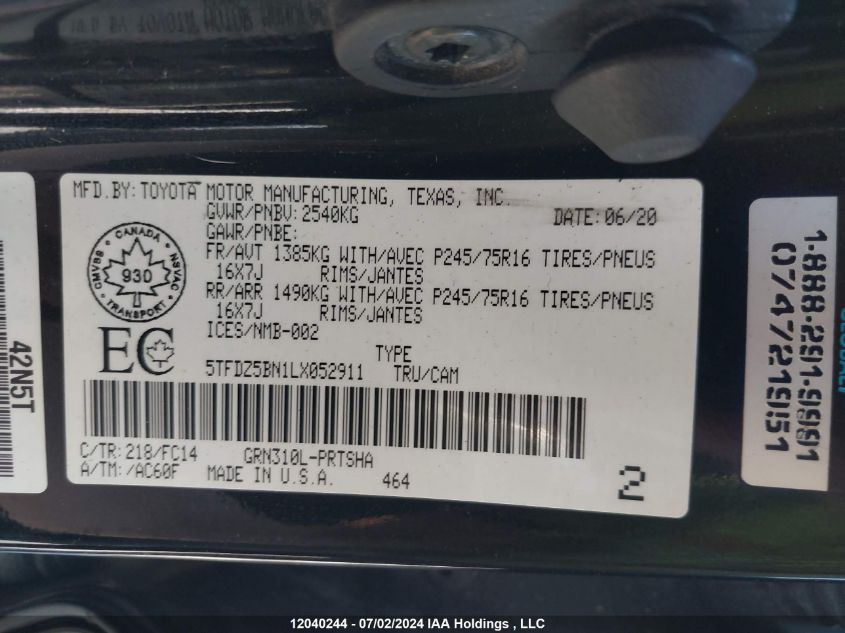 MFD.BY: TOYOTA MOTOR MANUFACTURING, TEXAS, INC.
GVWR/PNBV: 2540KG DATE: 06/20
GAWR/PNBE:
FR/AVT 1385KG WITH/AVEC P245/75R16 TIRES/PNEUS
16X7J RIMS/JANTES
RR/ARR 1490KG WITH/AVEC P245/75R16 TIRES/PNEUS
16X7J RIMS/JANTES
ICES/NMB-002
CANADA
CMVSS 930 NSVAC
TRANSPORT
EC
TYPE
5TFDZ5BN1LX052911 TRU/CAM
C/TR: 218/FC14 GRN310L-PRTSHA
A/TM: /AC60F MADE IN U.S.A. 464
2
42N5T
1.888.291.9991
0747219151
12040244 - 07/02/2024 IAA Holdings , LLC